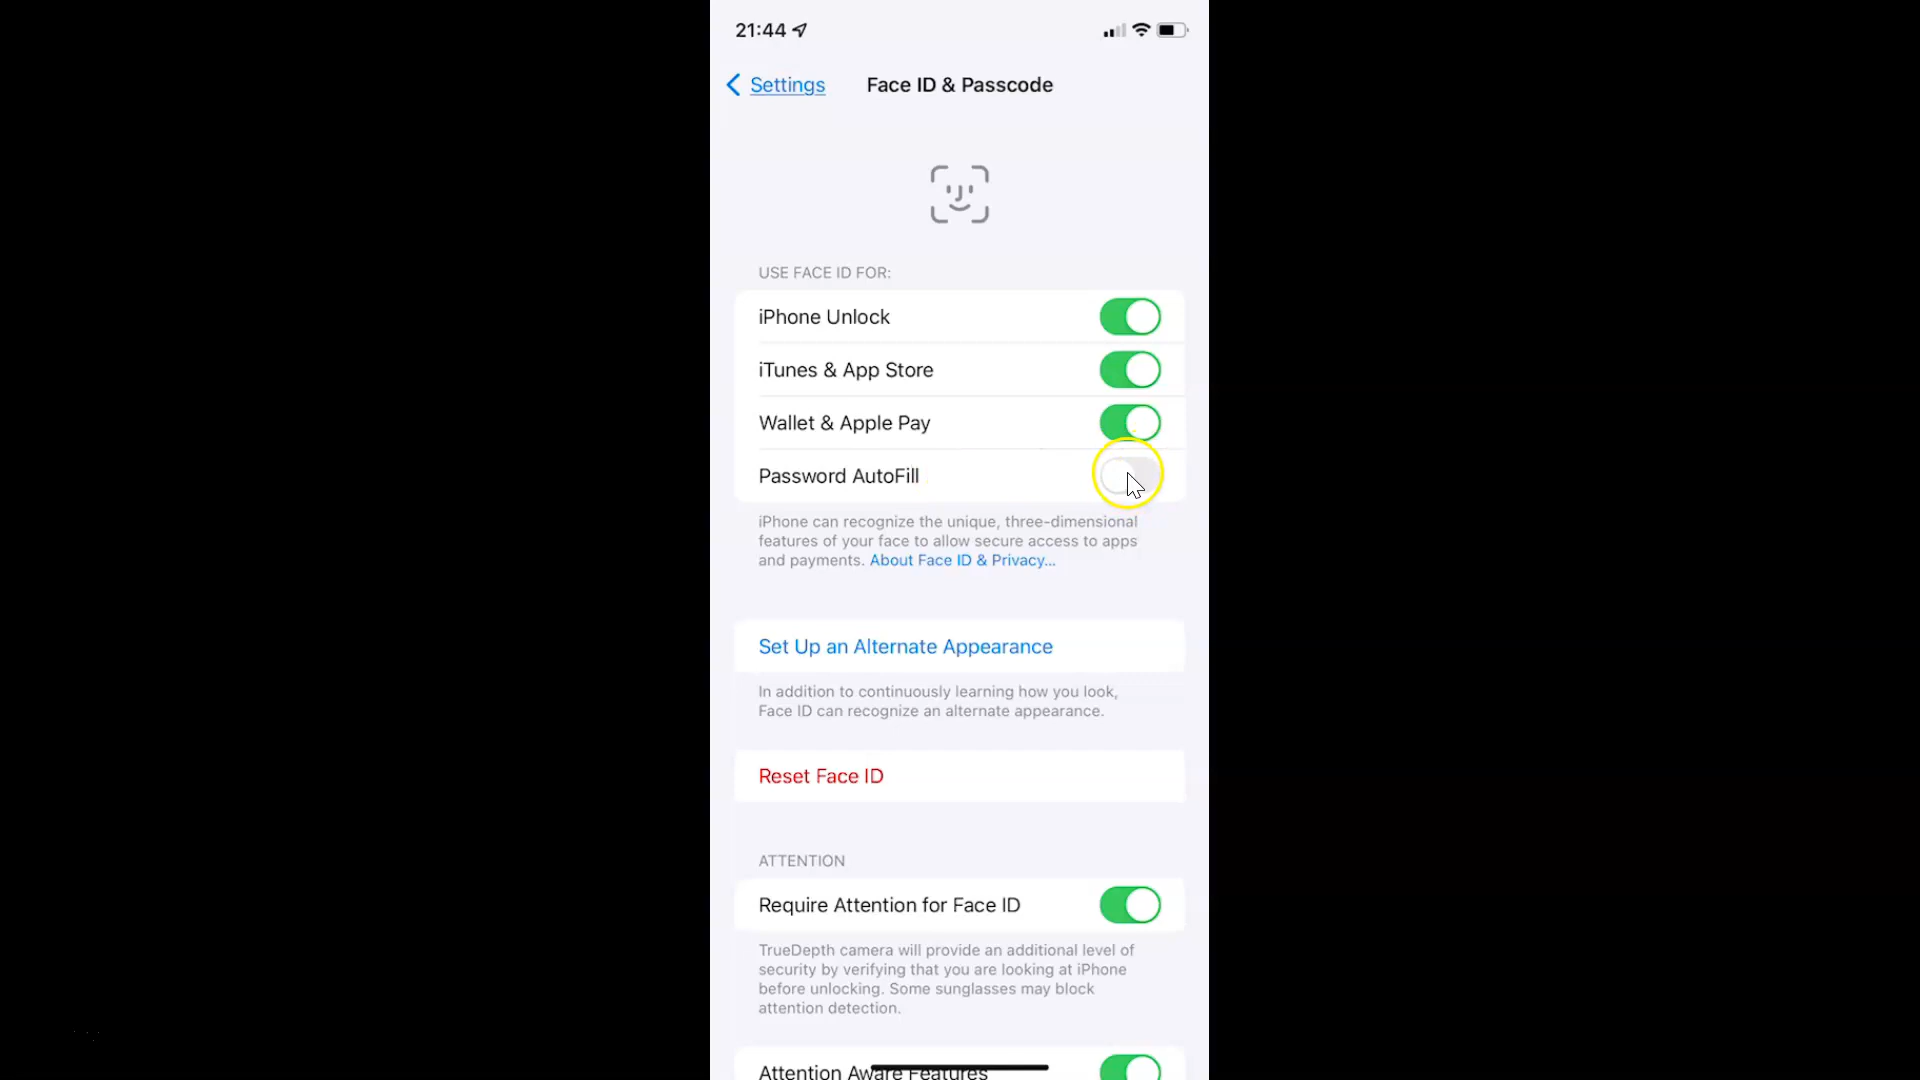 21:44
Settings
Face ID & Passcode
USE FACE ID FOR:
iPhone Unlock
iTunes & App Store
Wallet & Apple Pay
Password AutoFill
iPhone can recognize the unique, three-dimensional
features of your face to allow secure access to apps
and payments. About Face ID & Privacy...
Set Up an Alternate Appearance
In addition to continuously learning how you look,
Face ID can recognize an alternate appearance.
Reset Face ID
ATTENTION
Require Attention for Face ID
TrueDepth camera will provide an additional level of
security by verifying that you are looking at iPhone
before unlocking. Some sunglasses may block
attention detection.
Attention Aware Features